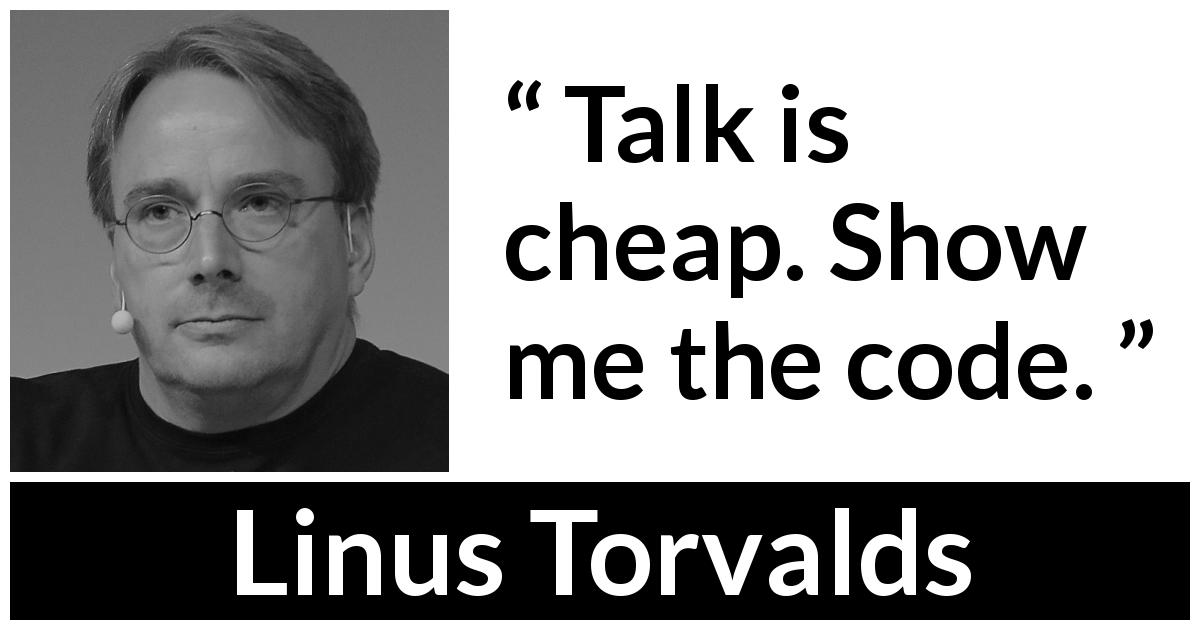 “ Talk is
cheap. Show
me the code. ”
Linus Torvalds